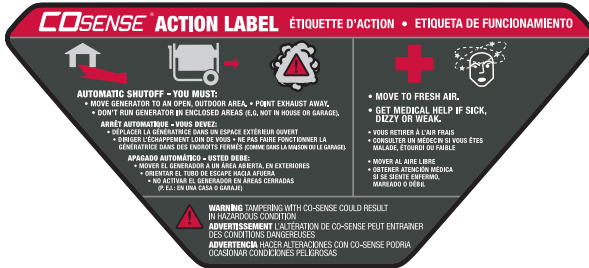 COSENSE® ACTION LABEL ÉTIQUETTE D'ACTION • ETIQUETA DE FUNCIONAMIENTO
AUTOMATIC SHUTOFF – YOU MUST:
• MOVE GENERATOR TO AN OPEN, OUTDOOR AREA. • POINT EXHAUST AWAY.
• DON'T RUN GENERATOR IN ENCLOSED AREAS (E,G, NOT IN HOUSE OR GARAGE).
ARRÊT AUTOMATIQUE – VOUS DEVEZ:
• DÉPLACER LA GÉNÉRATRICE DANS UN ESPACE EXTÉRIEUR OUVERT
• DIRIGER L'ÉCHAPPEMENT LOIN DE VOUS • NE PAS FAIRE FONCTIONNER LA
GÉNÉRATRICE DANS DES ENDROITS FERMÉS (COMME DANS LA MAISON OU LE GARAGE).
APAGADO AUTOMÁTICO – USTED DEBE:
• MOVER EL GENERADOR A UN ÁREA ABIERTA, EN EXTERIORES
• ORIENTAR EL TUBO DE ESCAPE HACIA AFUERA
• NO ACTIVAR EL GENERADOR EN ÁREAS CERRADAS
(P. EJ.: EN UNA CASA O GARAJE)
• MOVE TO FRESH AIR.
• GET MEDICAL HELP IF SICK,
DIZZY OR WEAK.
• VOUS RETIRER À L'AIR FRAIS
• CONSULTER UN MÉDECIN SI VOUS ÊTES
MALADE, ÉTOURDI OU FAIBLE
• MOVER AL AIRE LIBRE
• OBTENER ATENCIÓN MÉDICA
SI SE SIENTE ENFERMO,
MAREADO O DÉBIL
WARNING TAMPERING WITH CO-SENSE COULD RESULT
IN HAZARDOUS CONDITION
ADVERTISSEMENT L'ALTÉRATION DE CO-SENSE PEUT ENTRAÎNER
DES CONDITIONS DANGEREUSES
ADVERTENCIA HACER ALTERACIONES CON CO-SENSE PODRÍA
OCASIONAR CONDICIONES PELIGROSAS